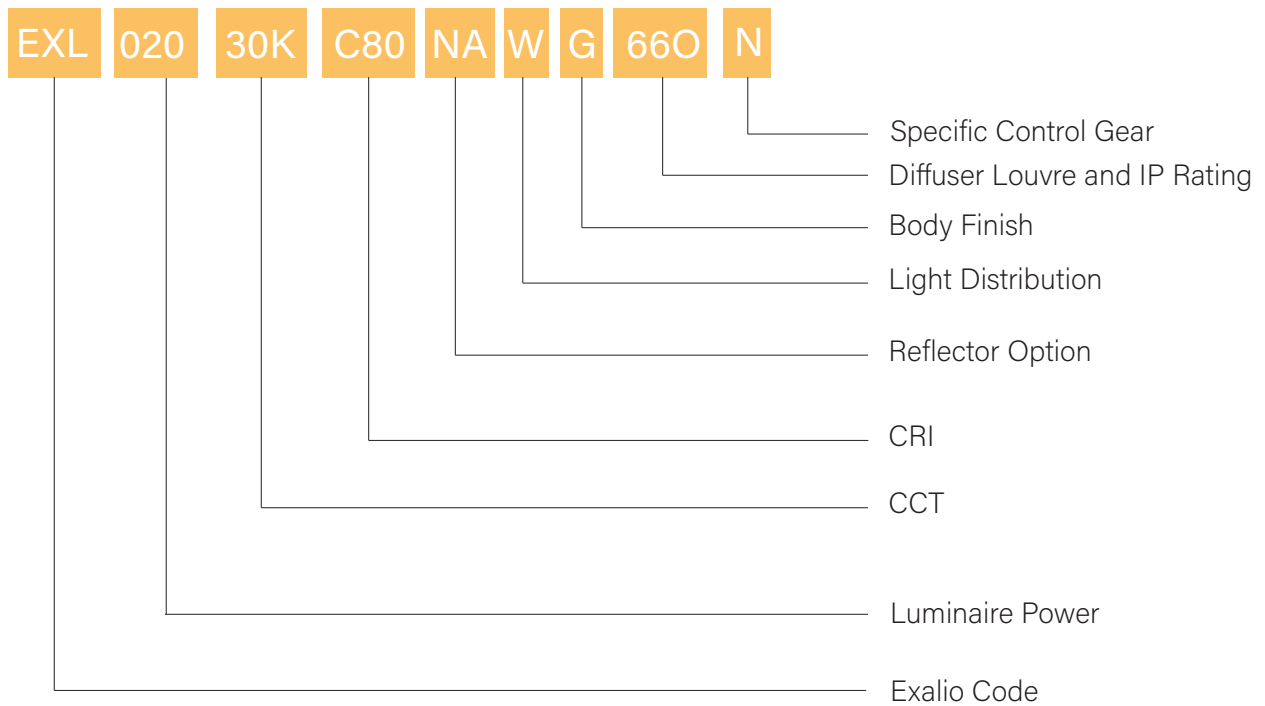 EXL 020 30K C80 NA W G 66O N
Specific Control Gear
Diffuser Louvre and IP Rating
Body Finish
Light Distribution
Reflector Option
CRI
CCT
Luminaire Power
Exalio Code